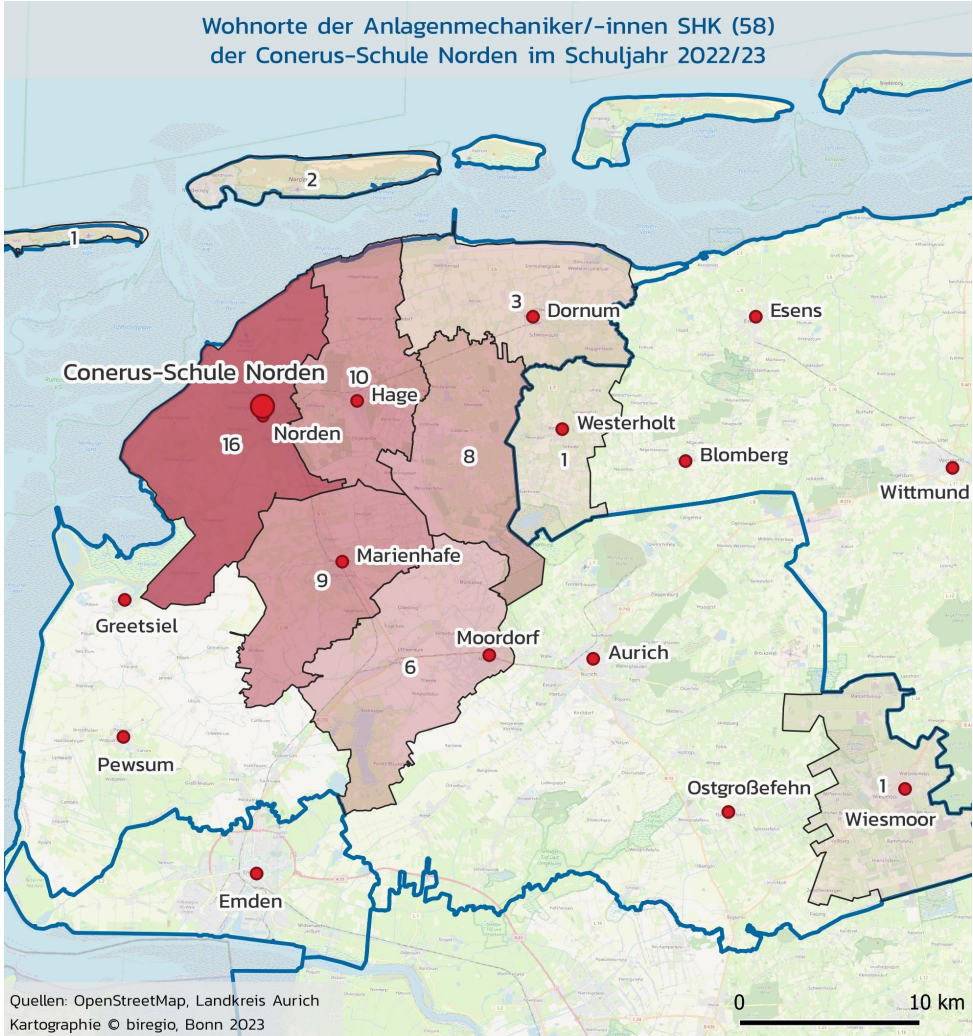 Wohnorte der Anlagenmechaniker/-innen SHK (58)
der Conerus-Schule Norden im Schuljahr 2022/23
2
1
3
Dornum
Esens
Conerus-Schule Norden
10
Hage
Norden
16
8
Westerholt
1
Blomberg
Wittmund
Marienhafe
9
Greetsiel
Moordorf
6
Aurich
Pewsum
Ostgroßefehn
1
Wiesmoor
Emden
Quellen: OpenStreetMap, Landkreis Aurich
Kartographie © biregio, Bonn 2023
0 10 km